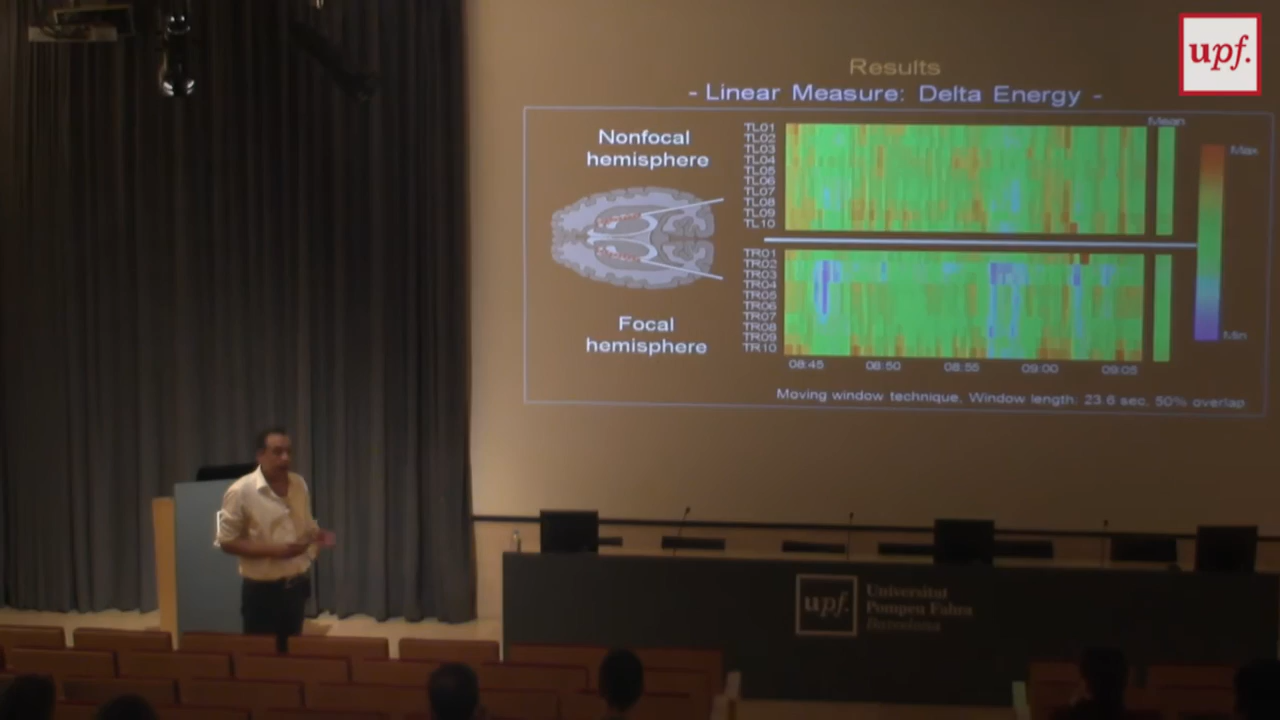 upf.
Results
- Linear Measure: Delta Energy -
Nonfocal
hemisphere
Focal
hemisphere
TL01
TL02
TL03
TL04
TL05
TL06
TL07
TL08
TL09
TL10
TR01
TR02
TR03
TR04
TR05
TR06
TR07
TR08
TR09
TR10
Mean
Max
Min
08:45
08:50
08:55
09:00
09:05
Moving window technique, Window length: 23.6 sec, 50% overlap
upf.
Universitat
Pompeu Fabra
Barcelona